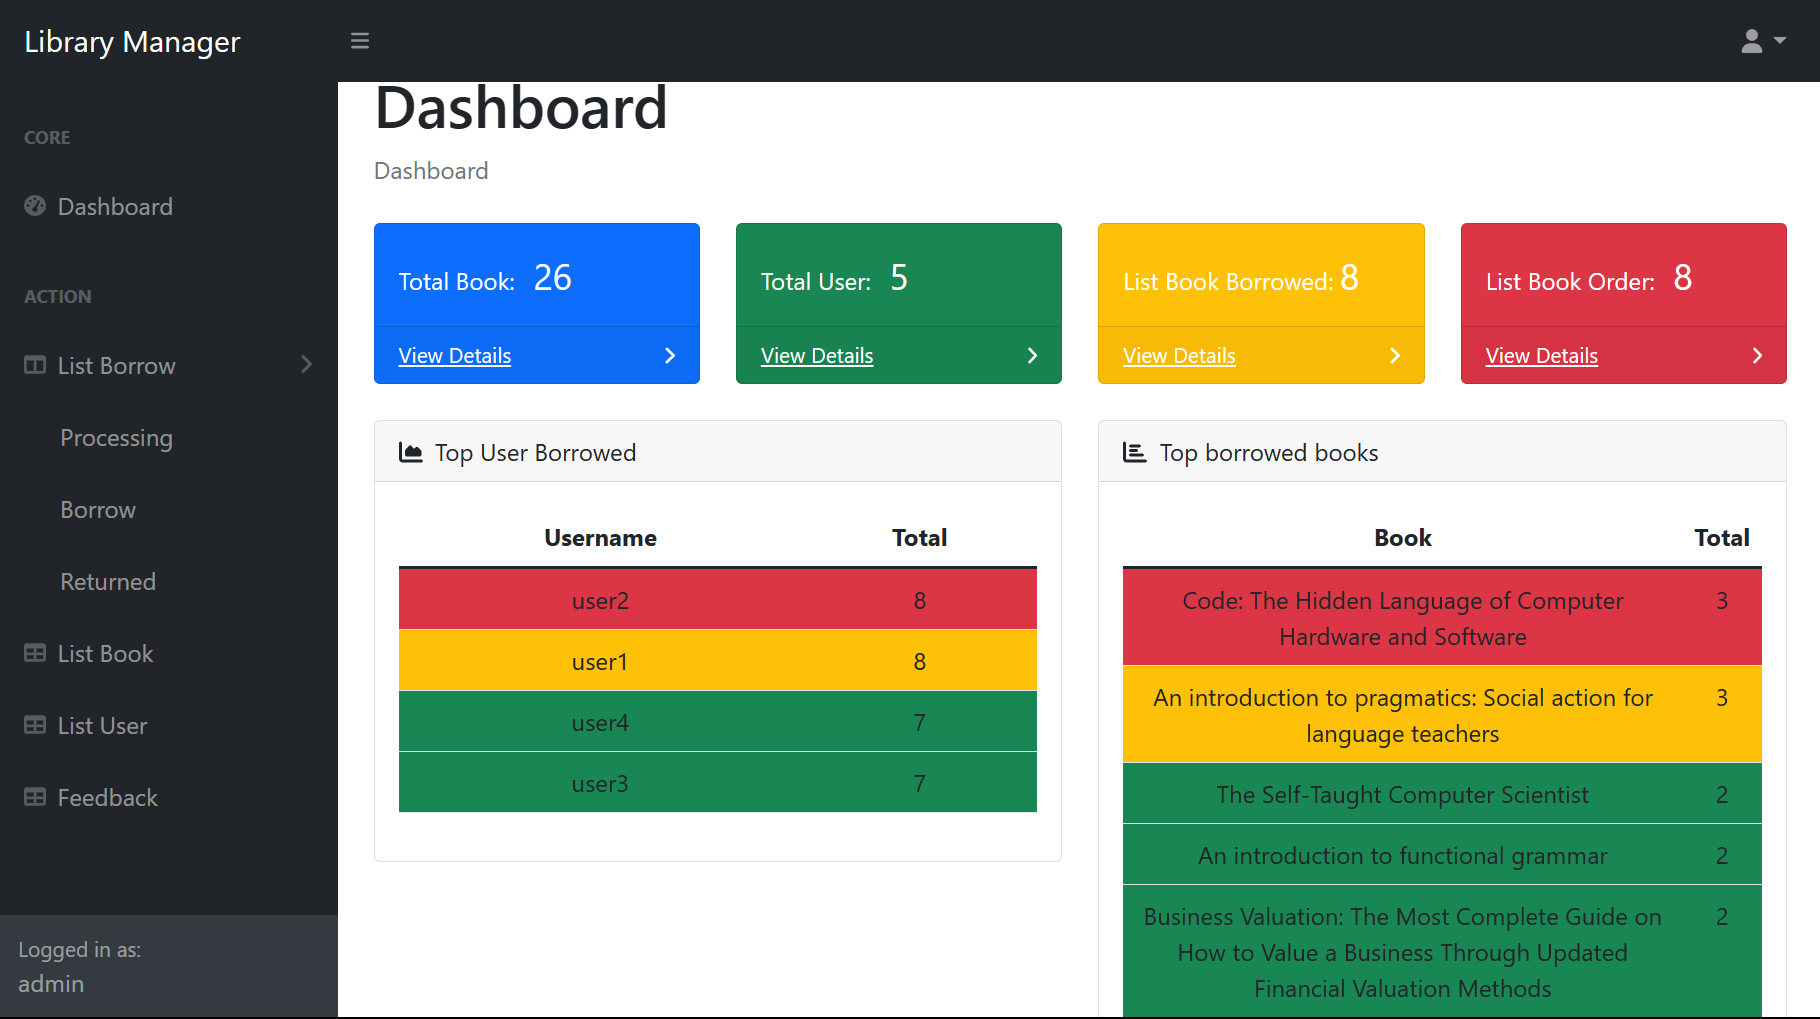 Library Manager
CORE
Dashboard
ACTION
List Borrow
Processing
Borrow
Returned
List Book
List User
Feedback
Logged in as:
admin
Dashboard
Dashboard
Total Book: 26
View Details
Total User: 5
View Details
List Book Borrowed: 8
View Details
List Book Order: 8
View Details
Top User Borrowed
Username Total
user2 8
user1 8
user4 7
user3 7
Top borrowed books
Book Total
Code: The Hidden Language of Computer 3
Hardware and Software
An introduction to pragmatics: Social action for 3
language teachers
The Self-Taught Computer Scientist 2
An introduction to functional grammar 2
Business Valuation: The Most Complete Guide on 2
How to Value a Business Through Updated
Financial Valuation Methods